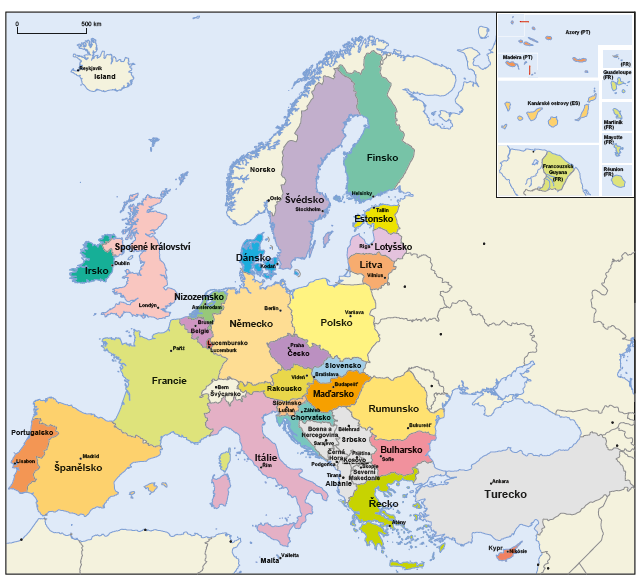 0 500 km
Reykjavik
Island
Azory (PT)
Madeira (PT)
(FR)
Guadeloupe
(FR)
Kanárské ostrovy (ES)
Martinik
(FR)
Mayotte
(FR)
Francouzská
Guyana
(FR)
Réunion
(FR)
Norsko
Oslo
Švédsko
Stockholm
Finsko
Helsinky
Tallin
Estonsko
Riga
Lotyšsko
Litva
Vilnius
Dánsko
Kodaň
Spojené království
Dublin
Irsko
Londýn
Nizozemsko
Amsterodam
Brusel
Belgie
Lucembursko
Lucemburk
Berlin
Německo
Varšava
Polsko
Praha
Česko
Paříž
Francie
Slovensko
Bratislava
Vídeň
Rakousko
Budapešť
Maďarsko
Bern
Švýcarsko
Slovinsko
Lublaň
Záhřeb
Chorvatsko
Rumunsko
Bukurešť
Bosna a
Hercegovina
Sarajevo
Bělehrad
Srbsko
Černá
Hora
Podgorica
Priština
Kosovo
Skopje
Severní
Makedonie
Tirana
Albánie
Bulharsko
Sofie
Portugalsko
Lisabon
Madrid
Španělsko
Itálie
Řím
Řecko
Atény
Ankara
Turecko
Kypr
Nikósie
Malta
Valletta